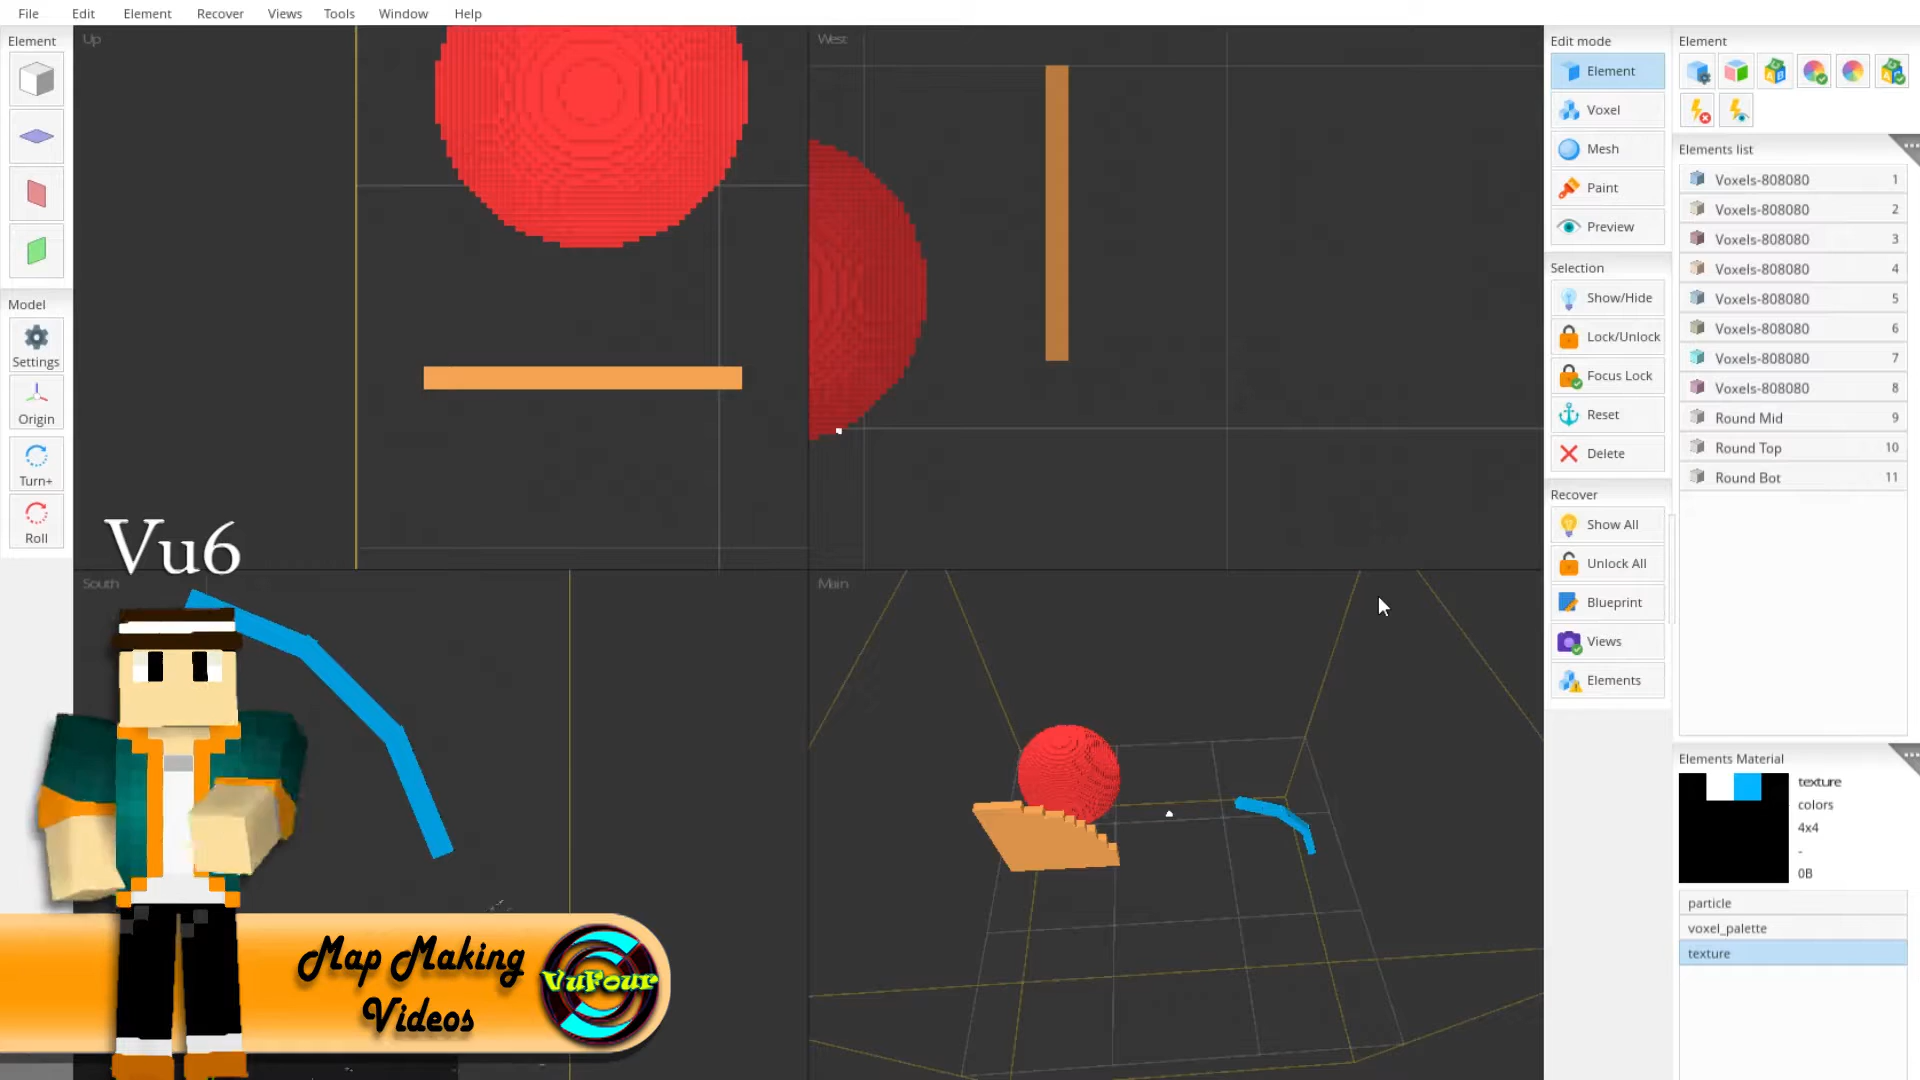 File Edit Element Recover Views Tools Window Help
Element
Model
Settings
Origin
Turn+
Roll
Up
West
South
Main
Vu6
Map Making
Videos
VuFour
Edit mode
Element
Voxel
Mesh
Paint
Preview
Selection
Show/Hide
Lock/Unlock
Focus Lock
Reset
Delete
Recover
Show All
Unlock All
Blueprint
Views
Elements
Element
Elements list
Voxels-808080 1
Voxels-808080 2
Voxels-808080 3
Voxels-808080 4
Voxels-808080 5
Voxels-808080 6
Voxels-808080 7
Voxels-808080 8
Round Mid 9
Round Top 10
Round Bot 11
Elements Material
texture
colors
4x4
-
0B
particle
voxel_palette
texture